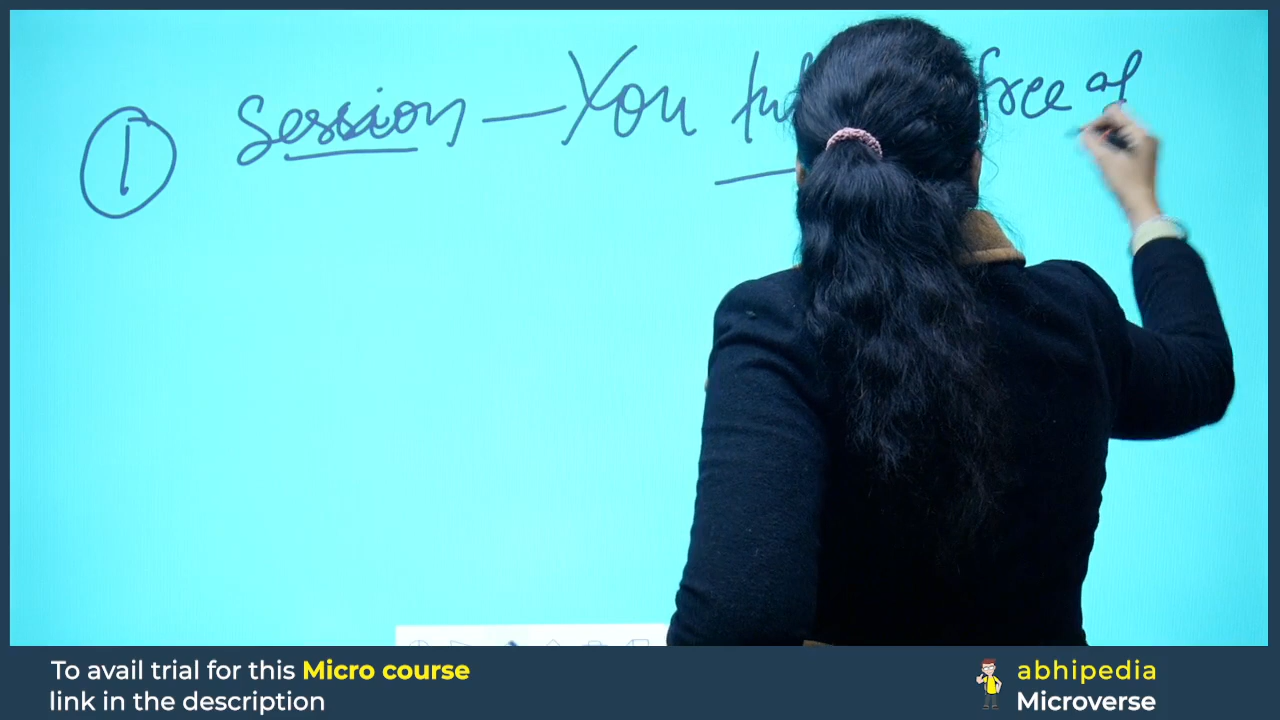 ① Session — You free of
To avail trial for this Micro course
link in the description
abhipedia
Microverse